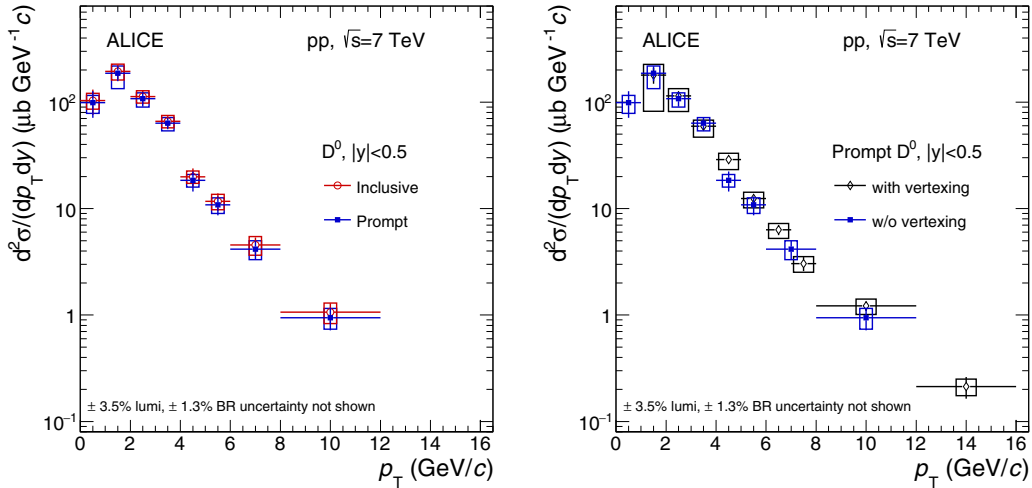 ALICE pp, √s=7 TeV
D⁰, |y|<0.5
Inclusive
Prompt
± 3.5% lumi, ± 1.3% BR uncertainty not shown
d²σ/(dp_T dy) (μb GeV⁻¹c)
10²
10
1
10⁻¹
0 2 4 6 8 10 12 14 16
p_T (GeV/c)
ALICE pp, √s=7 TeV
Prompt D⁰, |y|<0.5
with vertexing
w/o vertexing
± 3.5% lumi, ± 1.3% BR uncertainty not shown
d²σ/(dp_T dy) (μb GeV⁻¹c)
10²
10
1
10⁻¹
0 2 4 6 8 10 12 14 16
p_T (GeV/c)